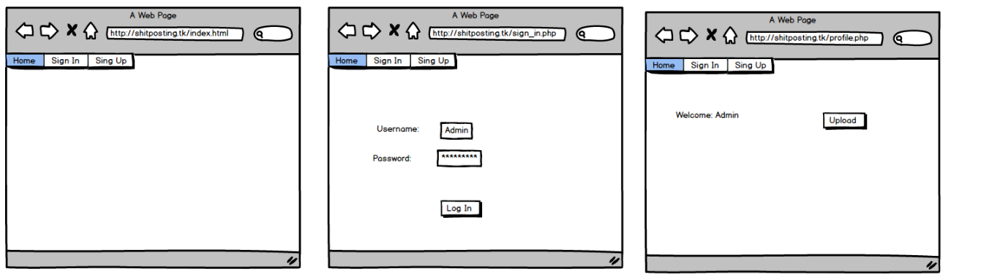 A Web Page
http://shitposting.tk/index.html
Home Sign In Sing Up
A Web Page
http://shitposting.tk/sign_in.php
Home Sign In Sing Up
Username: Admin
Password: *********
Log In
A Web Page
http://shitposting.tk/profile.php
Home Sign In Sing Up
Welcome: Admin Upload